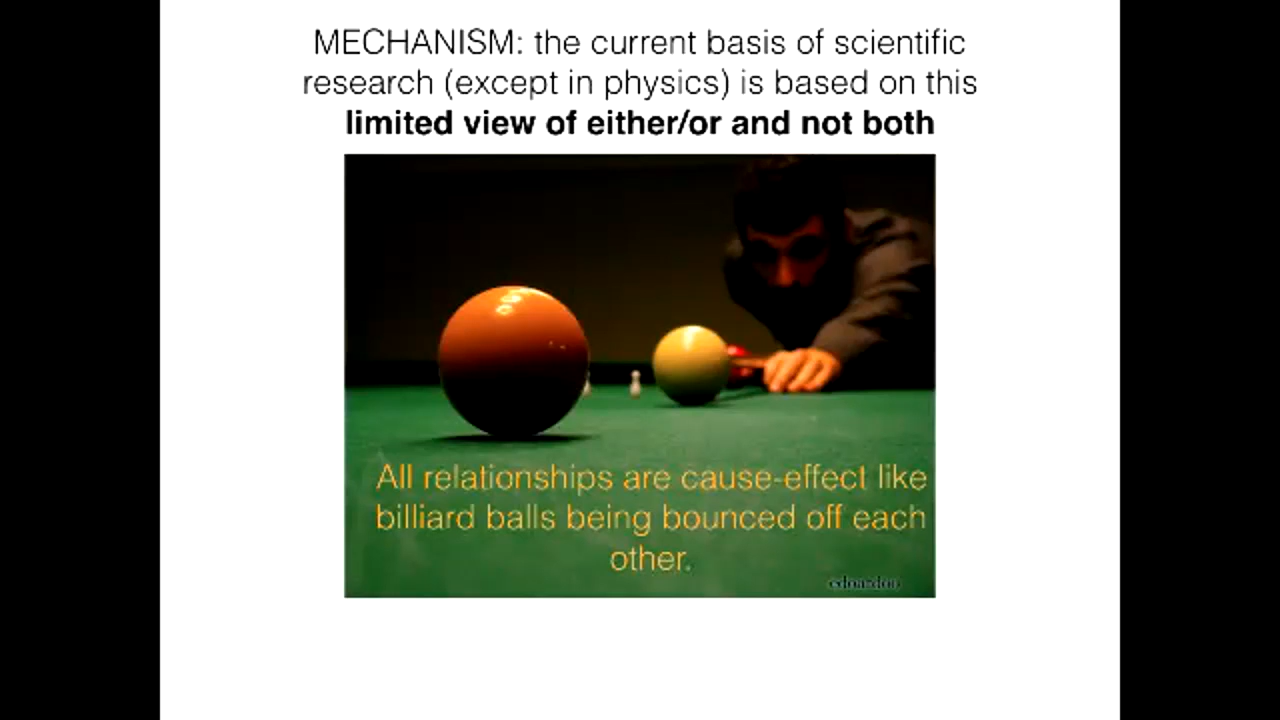 MECHANISM: the current basis of scientific
research (except in physics) is based on this
limited view of either/or and not both
All relationships are cause-effect like
billiard balls being bounced off each
other.